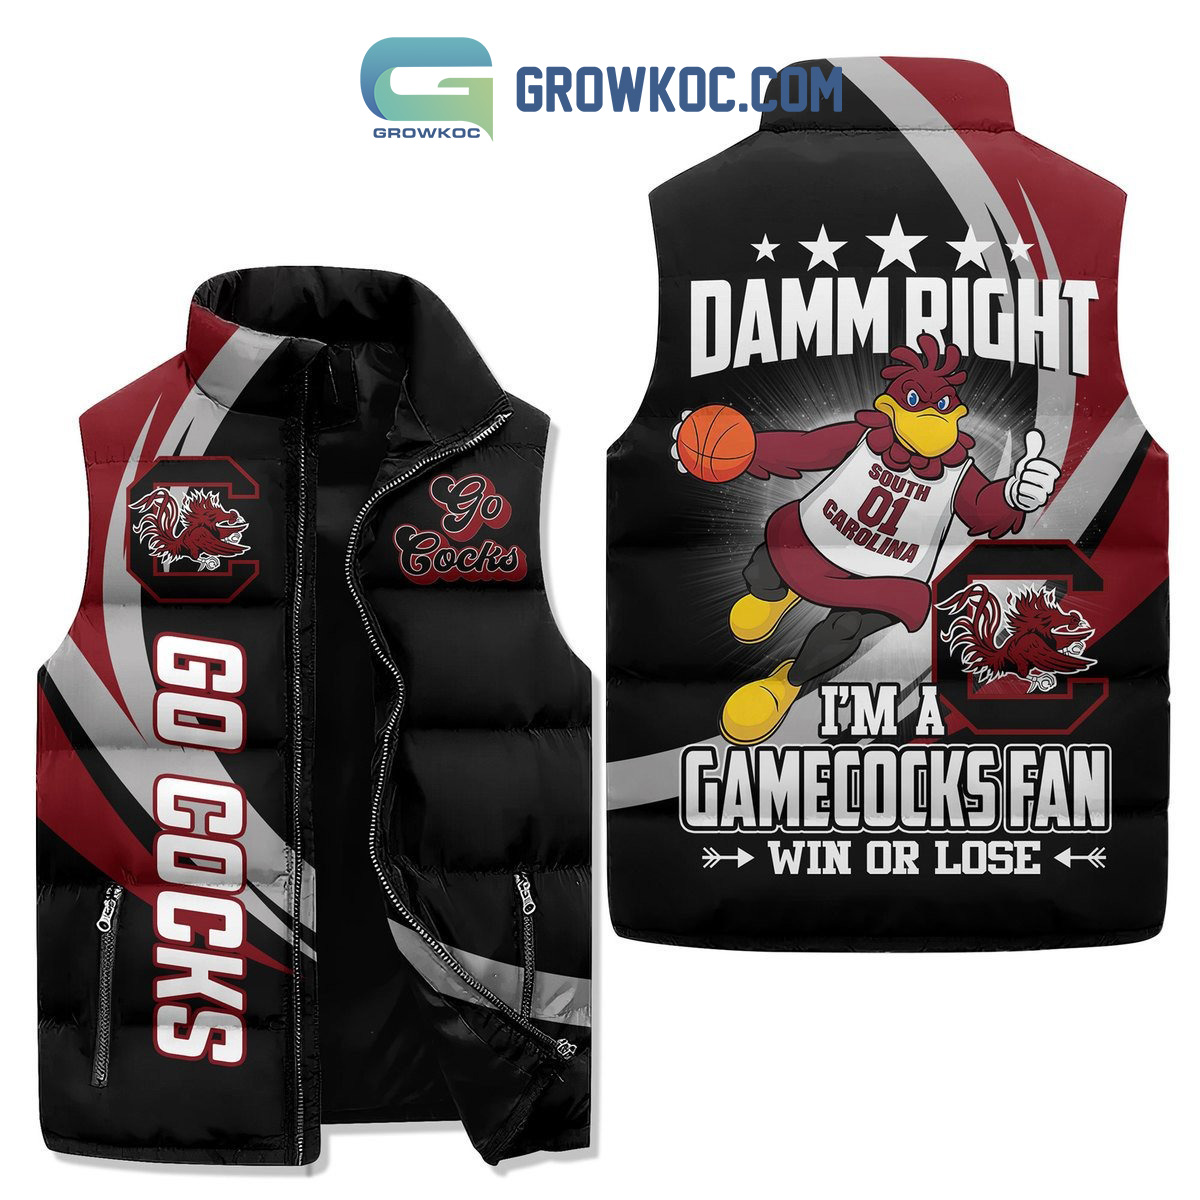 GROWKOC
GROWKOC.COM
DAMM RIGHT
SOUTH
01
CAROLINA
I'M A
GAMECOCKS FAN
WIN OR LOSE
Go
Cocks
GO COCKS